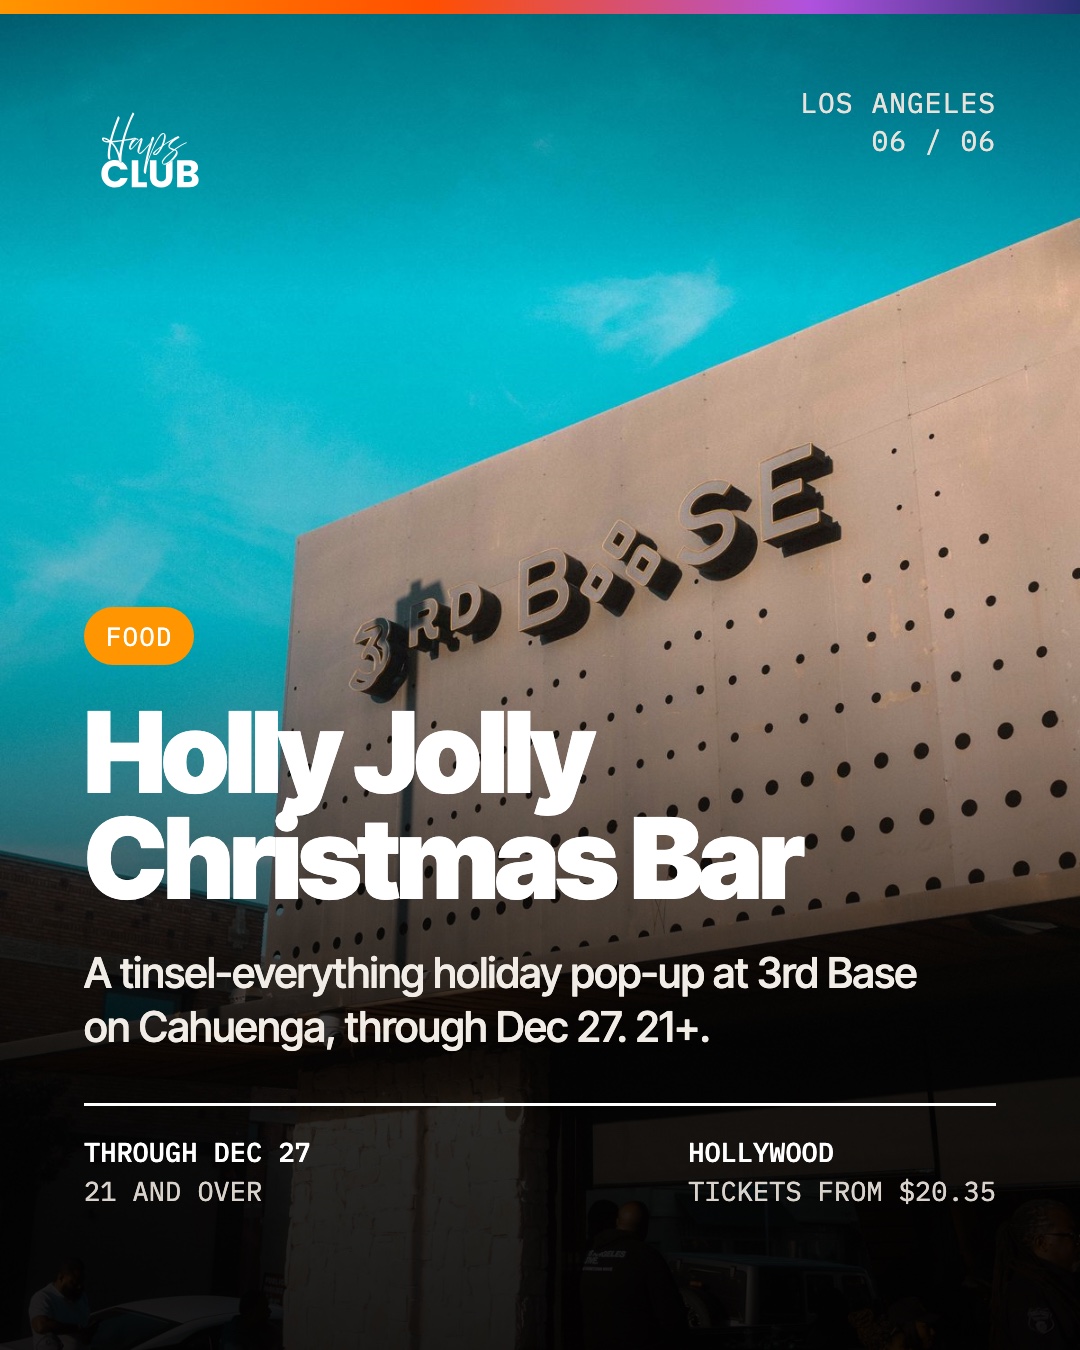 Haps
CLUB
LOS ANGELES
06 / 06
3RD BASE
FOOD
Holly Jolly
Christmas Bar
A tinsel-everything holiday pop-up at 3rd Base
on Cahuenga, through Dec 27. 21+.
THROUGH DEC 27
21 AND OVER
HOLLYWOOD
TICKETS FROM $20.35